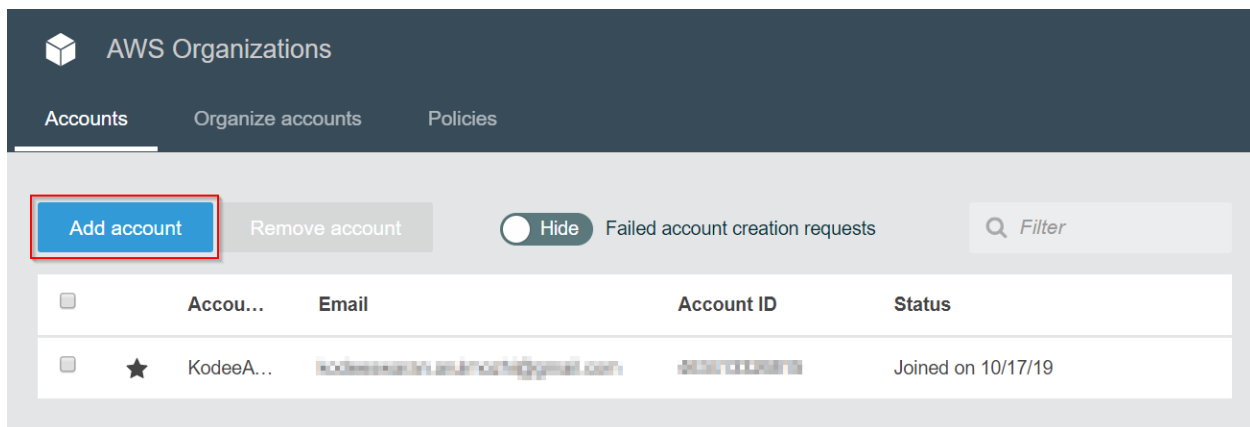 AWS Organizations
Accounts Organize accounts Policies
Add account Remove account Hide Failed account creation requests Filter
Accou... Email Account ID Status
KodeeA... Joined on 10/17/19